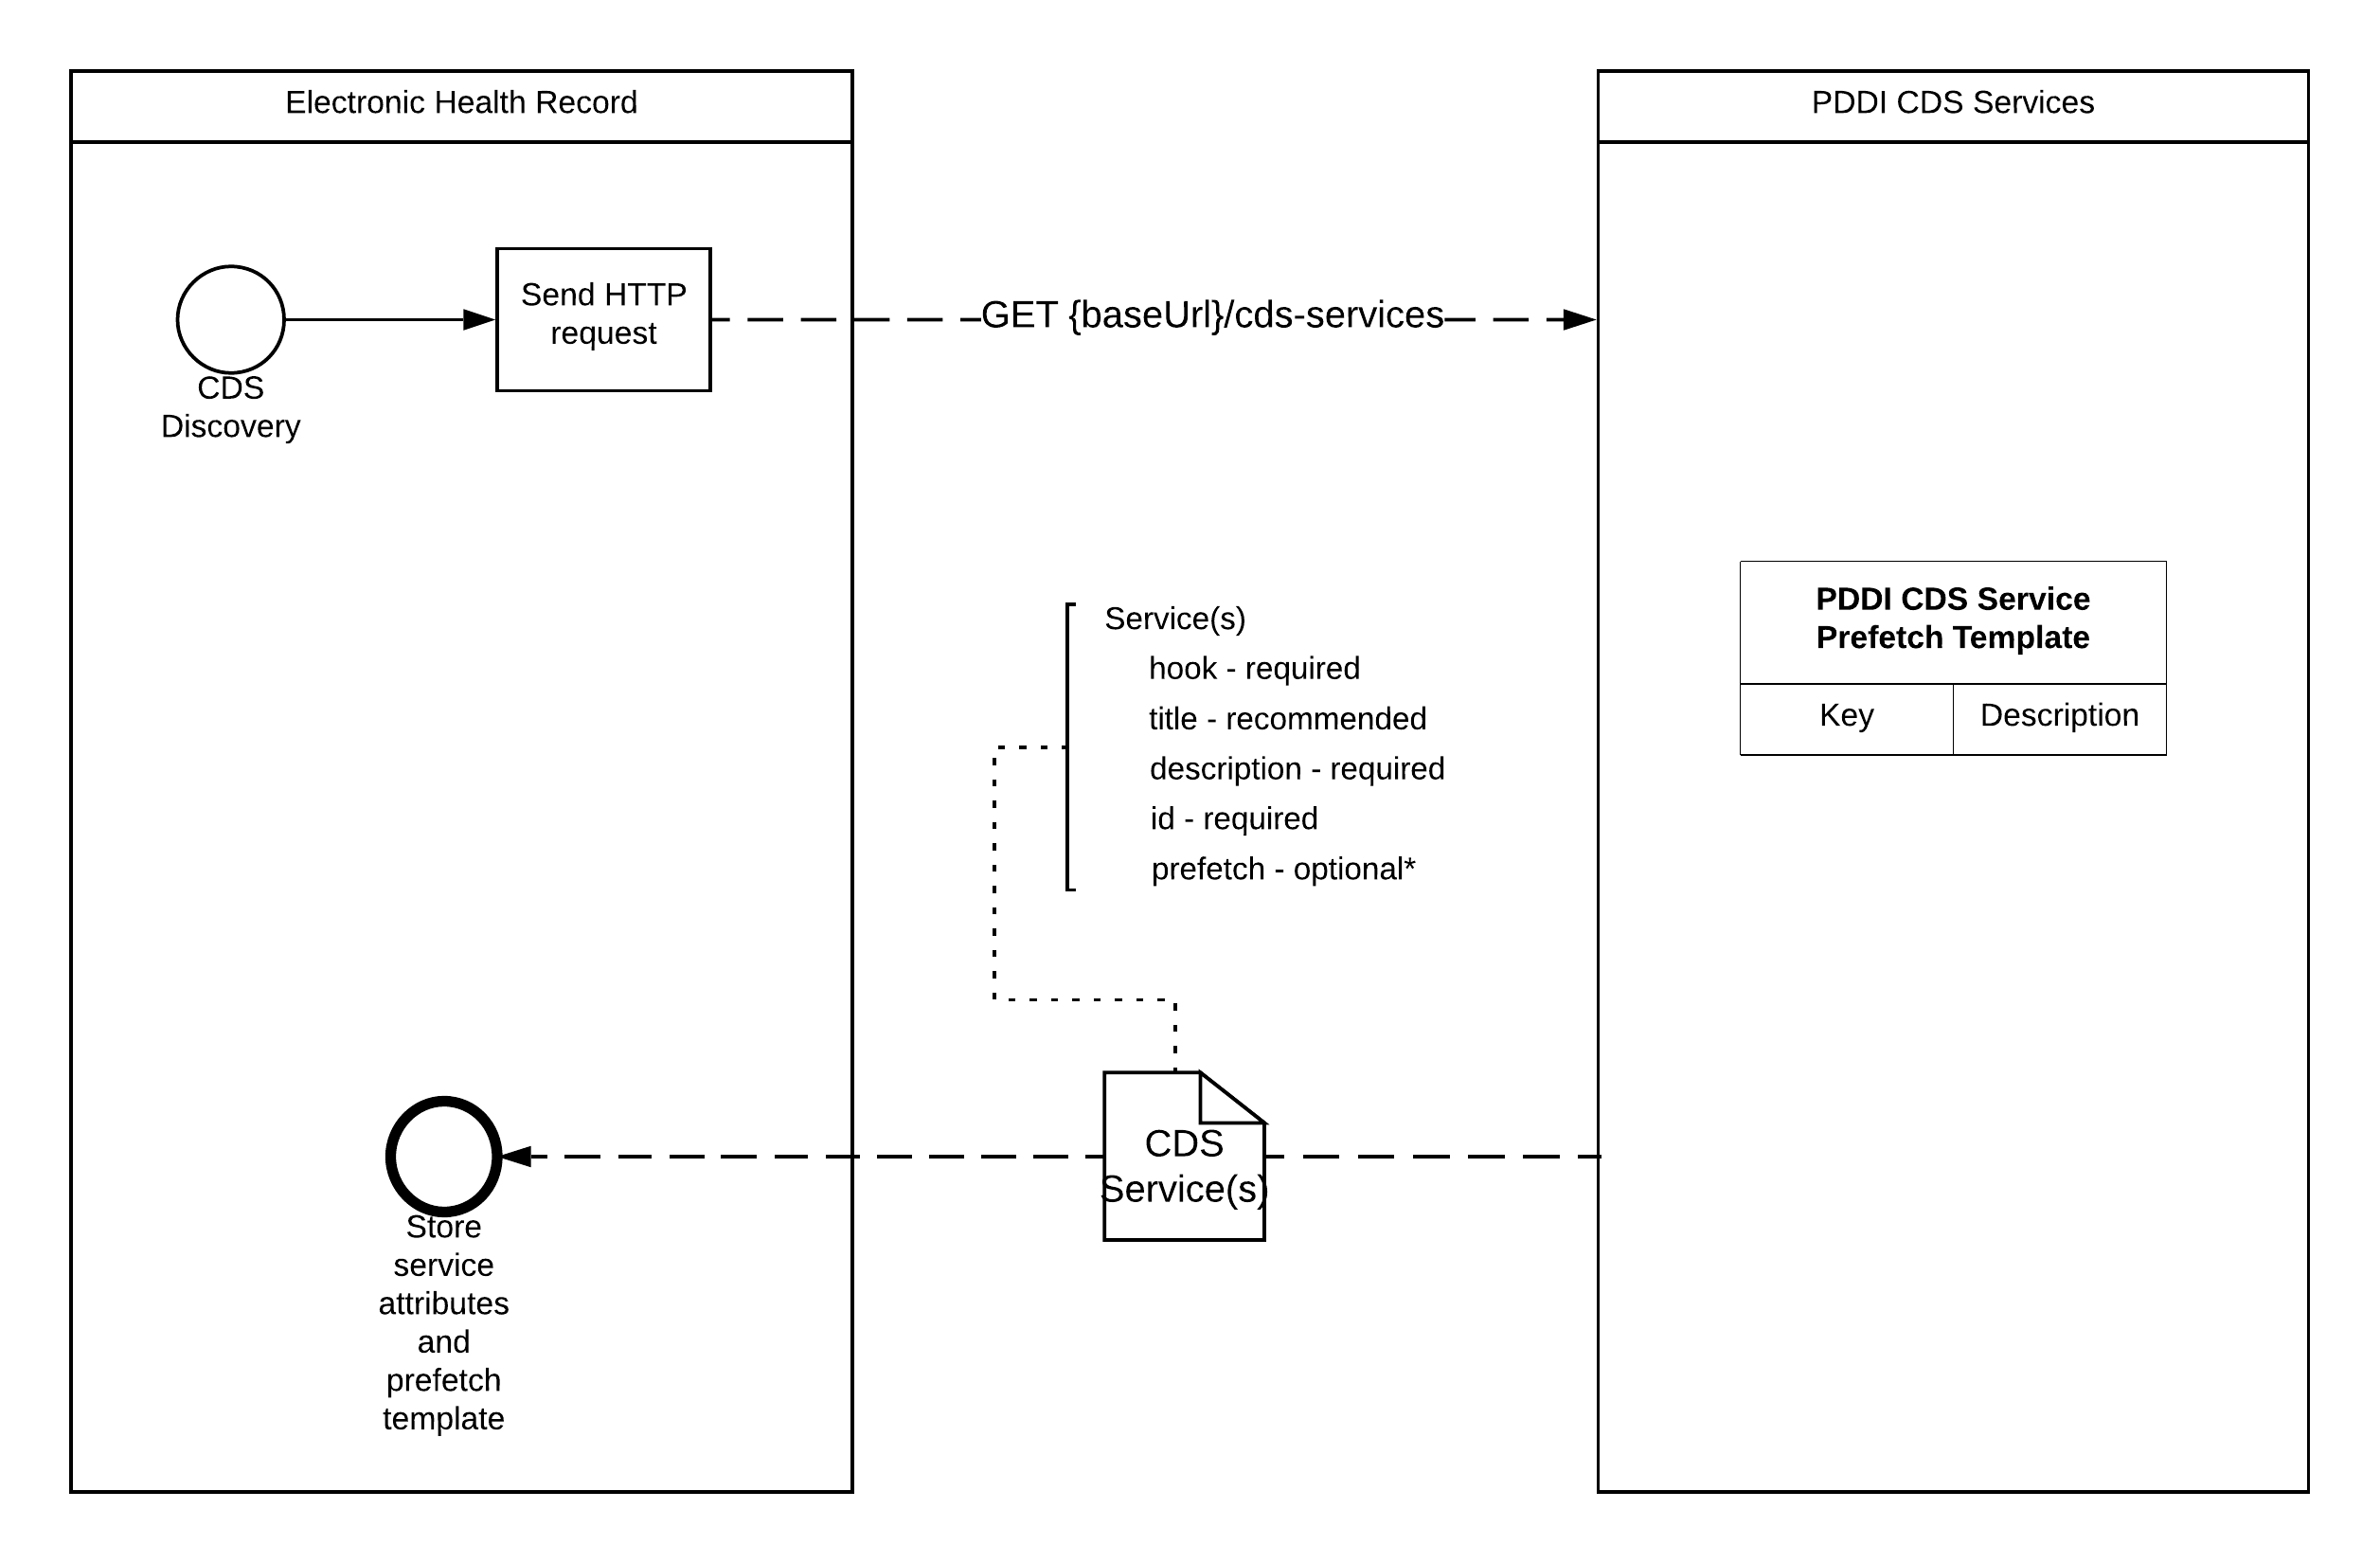 Electronic Health Record
PDDI CDS Services
Send HTTP
request
GET {baseUrl}/cds-services
CDS
Discovery
Service(s)
hook - required
title - recommended
description - required
id - required
prefetch - optional*
PDDI CDS Service
Prefetch Template
Key
Description
CDS
Service(s)
Store
service
attributes
and
prefetch
template